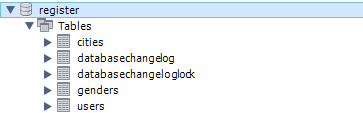 register
Tables
cities
databasechangelog
databasechangeloglock
genders
users